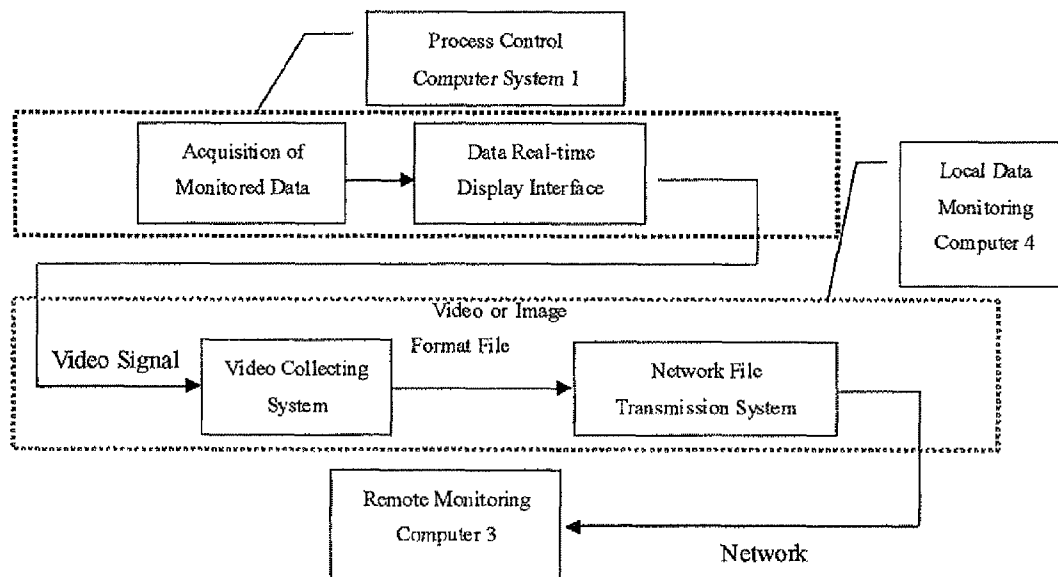 Process Control
Computer System 1
Acquisition of
Monitored Data
Data Real-time
Display Interface
Local Data
Monitoring
Computer 4
Video or Image
Format File
Video Signal
Video Collecting
System
Network File
Transmission System
Remote Monitoring
Computer 3
Network